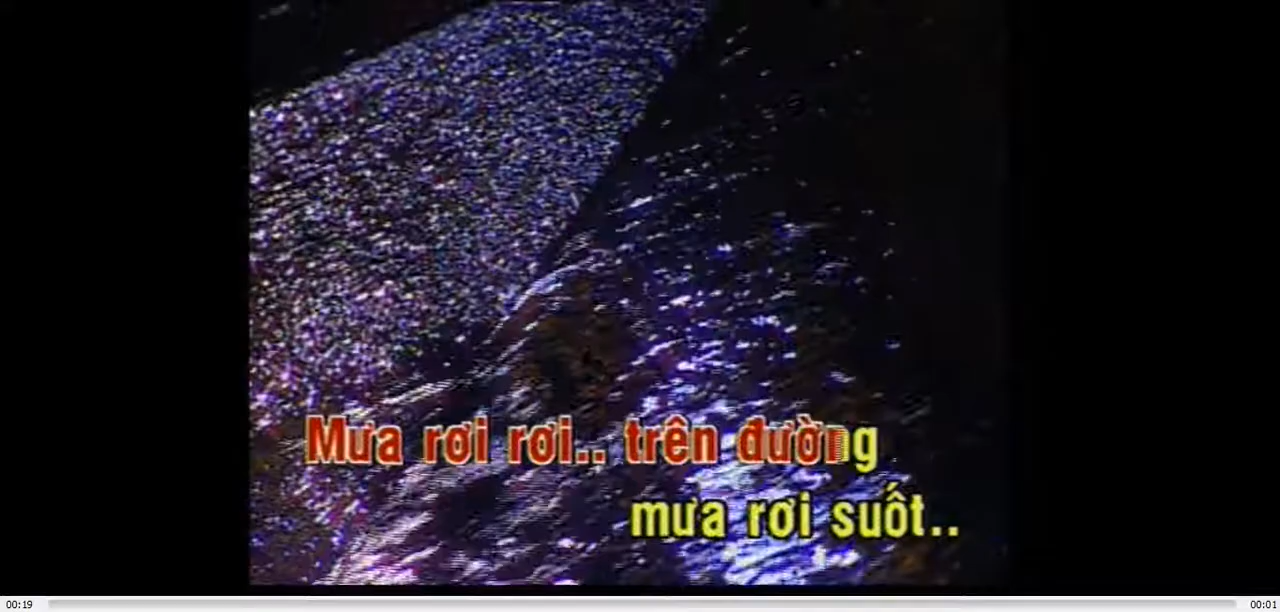 Mưa rơi rơi.. trên đường
mưa rơi suốt..
00:19
00:01